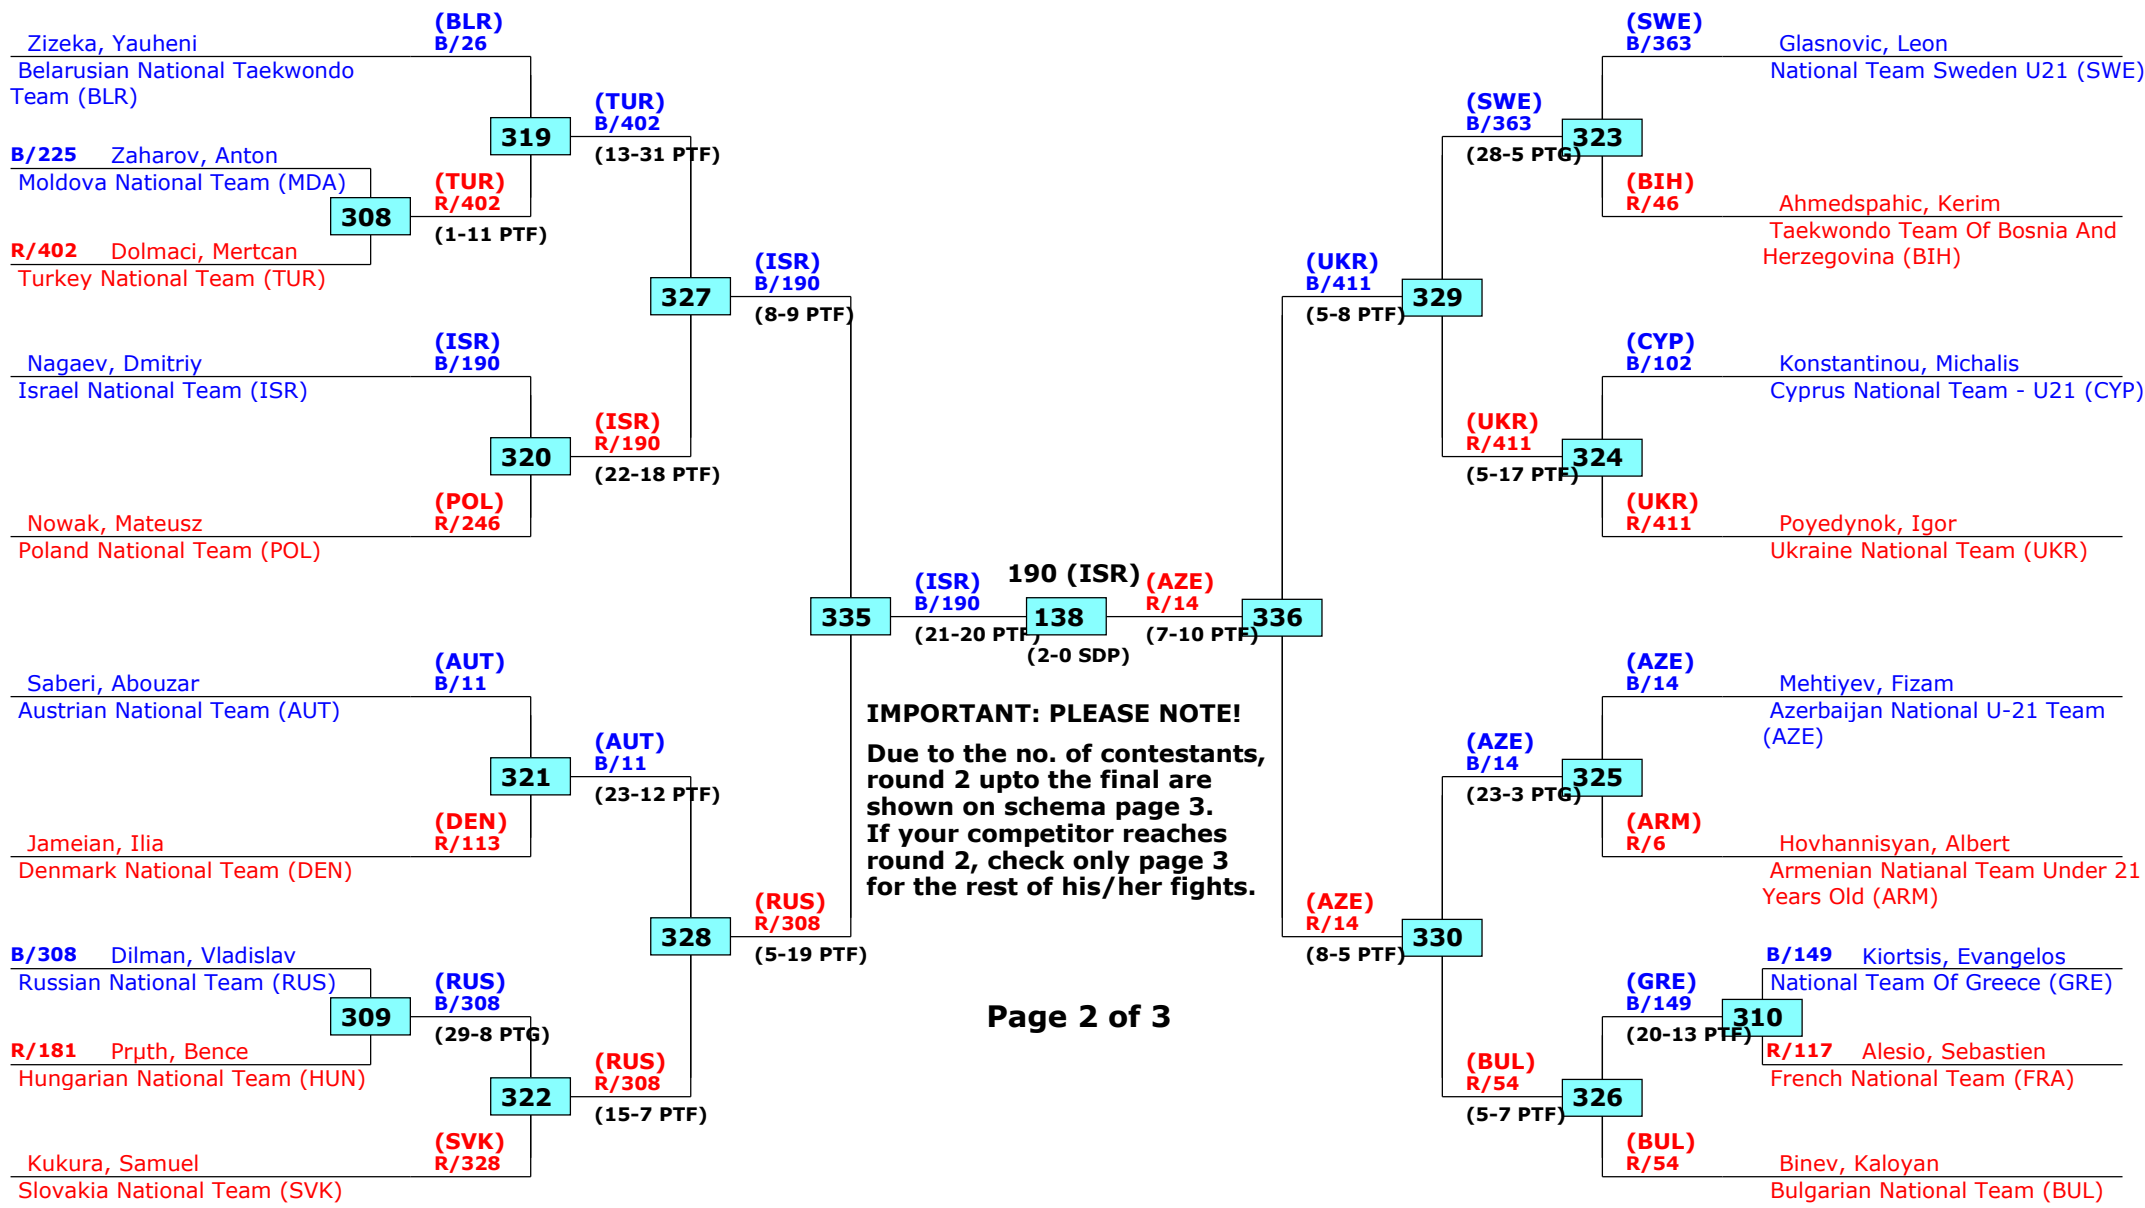 (BLR)
B/26
Zizeka, Yauheni
Belarusian National Taekwondo
Team (BLR)
319
(TUR)
B/402
(13-31 PTF)
B/225 Zaharov, Anton
Moldova National Team (MDA)
308
(TUR)
R/402
(1-11 PTF)
R/402 Dolmaci, Mertcan
Turkey National Team (TUR)
327
(ISR)
B/190
(8-9 PTF)
(ISR)
B/190
Nagaev, Dmitriy
Israel National Team (ISR)
320
(ISR)
R/190
(22-18 PTF)
(POL)
R/246
Nowak, Mateusz
Poland National Team (POL)
335
(ISR)
B/190
(21-20 PTF)
190 (ISR)
138
(2-0 SDP)
(AZE)
R/14
(7-10 PTF)
336
(AUT)
B/11
Saberi, Abouzar
Austrian National Team (AUT)
321
(AUT)
B/11
(23-12 PTF)
(DEN)
R/113
Jameian, Ilia
Denmark National Team (DEN)
328
(RUS)
R/308
(5-19 PTF)
B/308 Dilman, Vladislav
Russian National Team (RUS)
309
(RUS)
B/308
(29-8 PTG)
R/181 Prµth, Bence
Hungarian National Team (HUN)
322
(RUS)
R/308
(15-7 PTF)
(SVK)
R/328
Kukura, Samuel
Slovakia National Team (SVK)
IMPORTANT: PLEASE NOTE!
Due to the no. of contestants,
round 2 upto the final are
shown on schema page 3.
If your competitor reaches
round 2, check only page 3
for the rest of his/her fights.
Page 2 of 3
(SWE)
B/363
Glasnovic, Leon
National Team Sweden U21 (SWE)
(SWE)
B/363
(28-5 PTG)
323
(BIH)
R/46
Ahmedspahic, Kerim
Taekwondo Team Of Bosnia And
Herzegovina (BIH)
(UKR)
B/411
(5-8 PTF)
329
(CYP)
B/102
Konstantinou, Michalis
Cyprus National Team - U21 (CYP)
(UKR)
R/411
(5-17 PTF)
324
(UKR)
R/411
Poyedynok, Igor
Ukraine National Team (UKR)
(AZE)
B/14
Mehtiyev, Fizam
Azerbaijan National U-21 Team
(AZE)
(AZE)
B/14
(23-3 PTG)
325
(ARM)
R/6
Hovhannisyan, Albert
Armenian Natianal Team Under 21
Years Old (ARM)
(AZE)
R/14
(8-5 PTF)
330
B/149 Kiortsis, Evangelos
National Team Of Greece (GRE)
(GRE)
B/149
(20-13 PTF)
310
R/117 Alesio, Sebastien
French National Team (FRA)
(BUL)
R/54
(5-7 PTF)
326
(BUL)
R/54
Binev, Kaloyan
Bulgarian National Team (BUL)